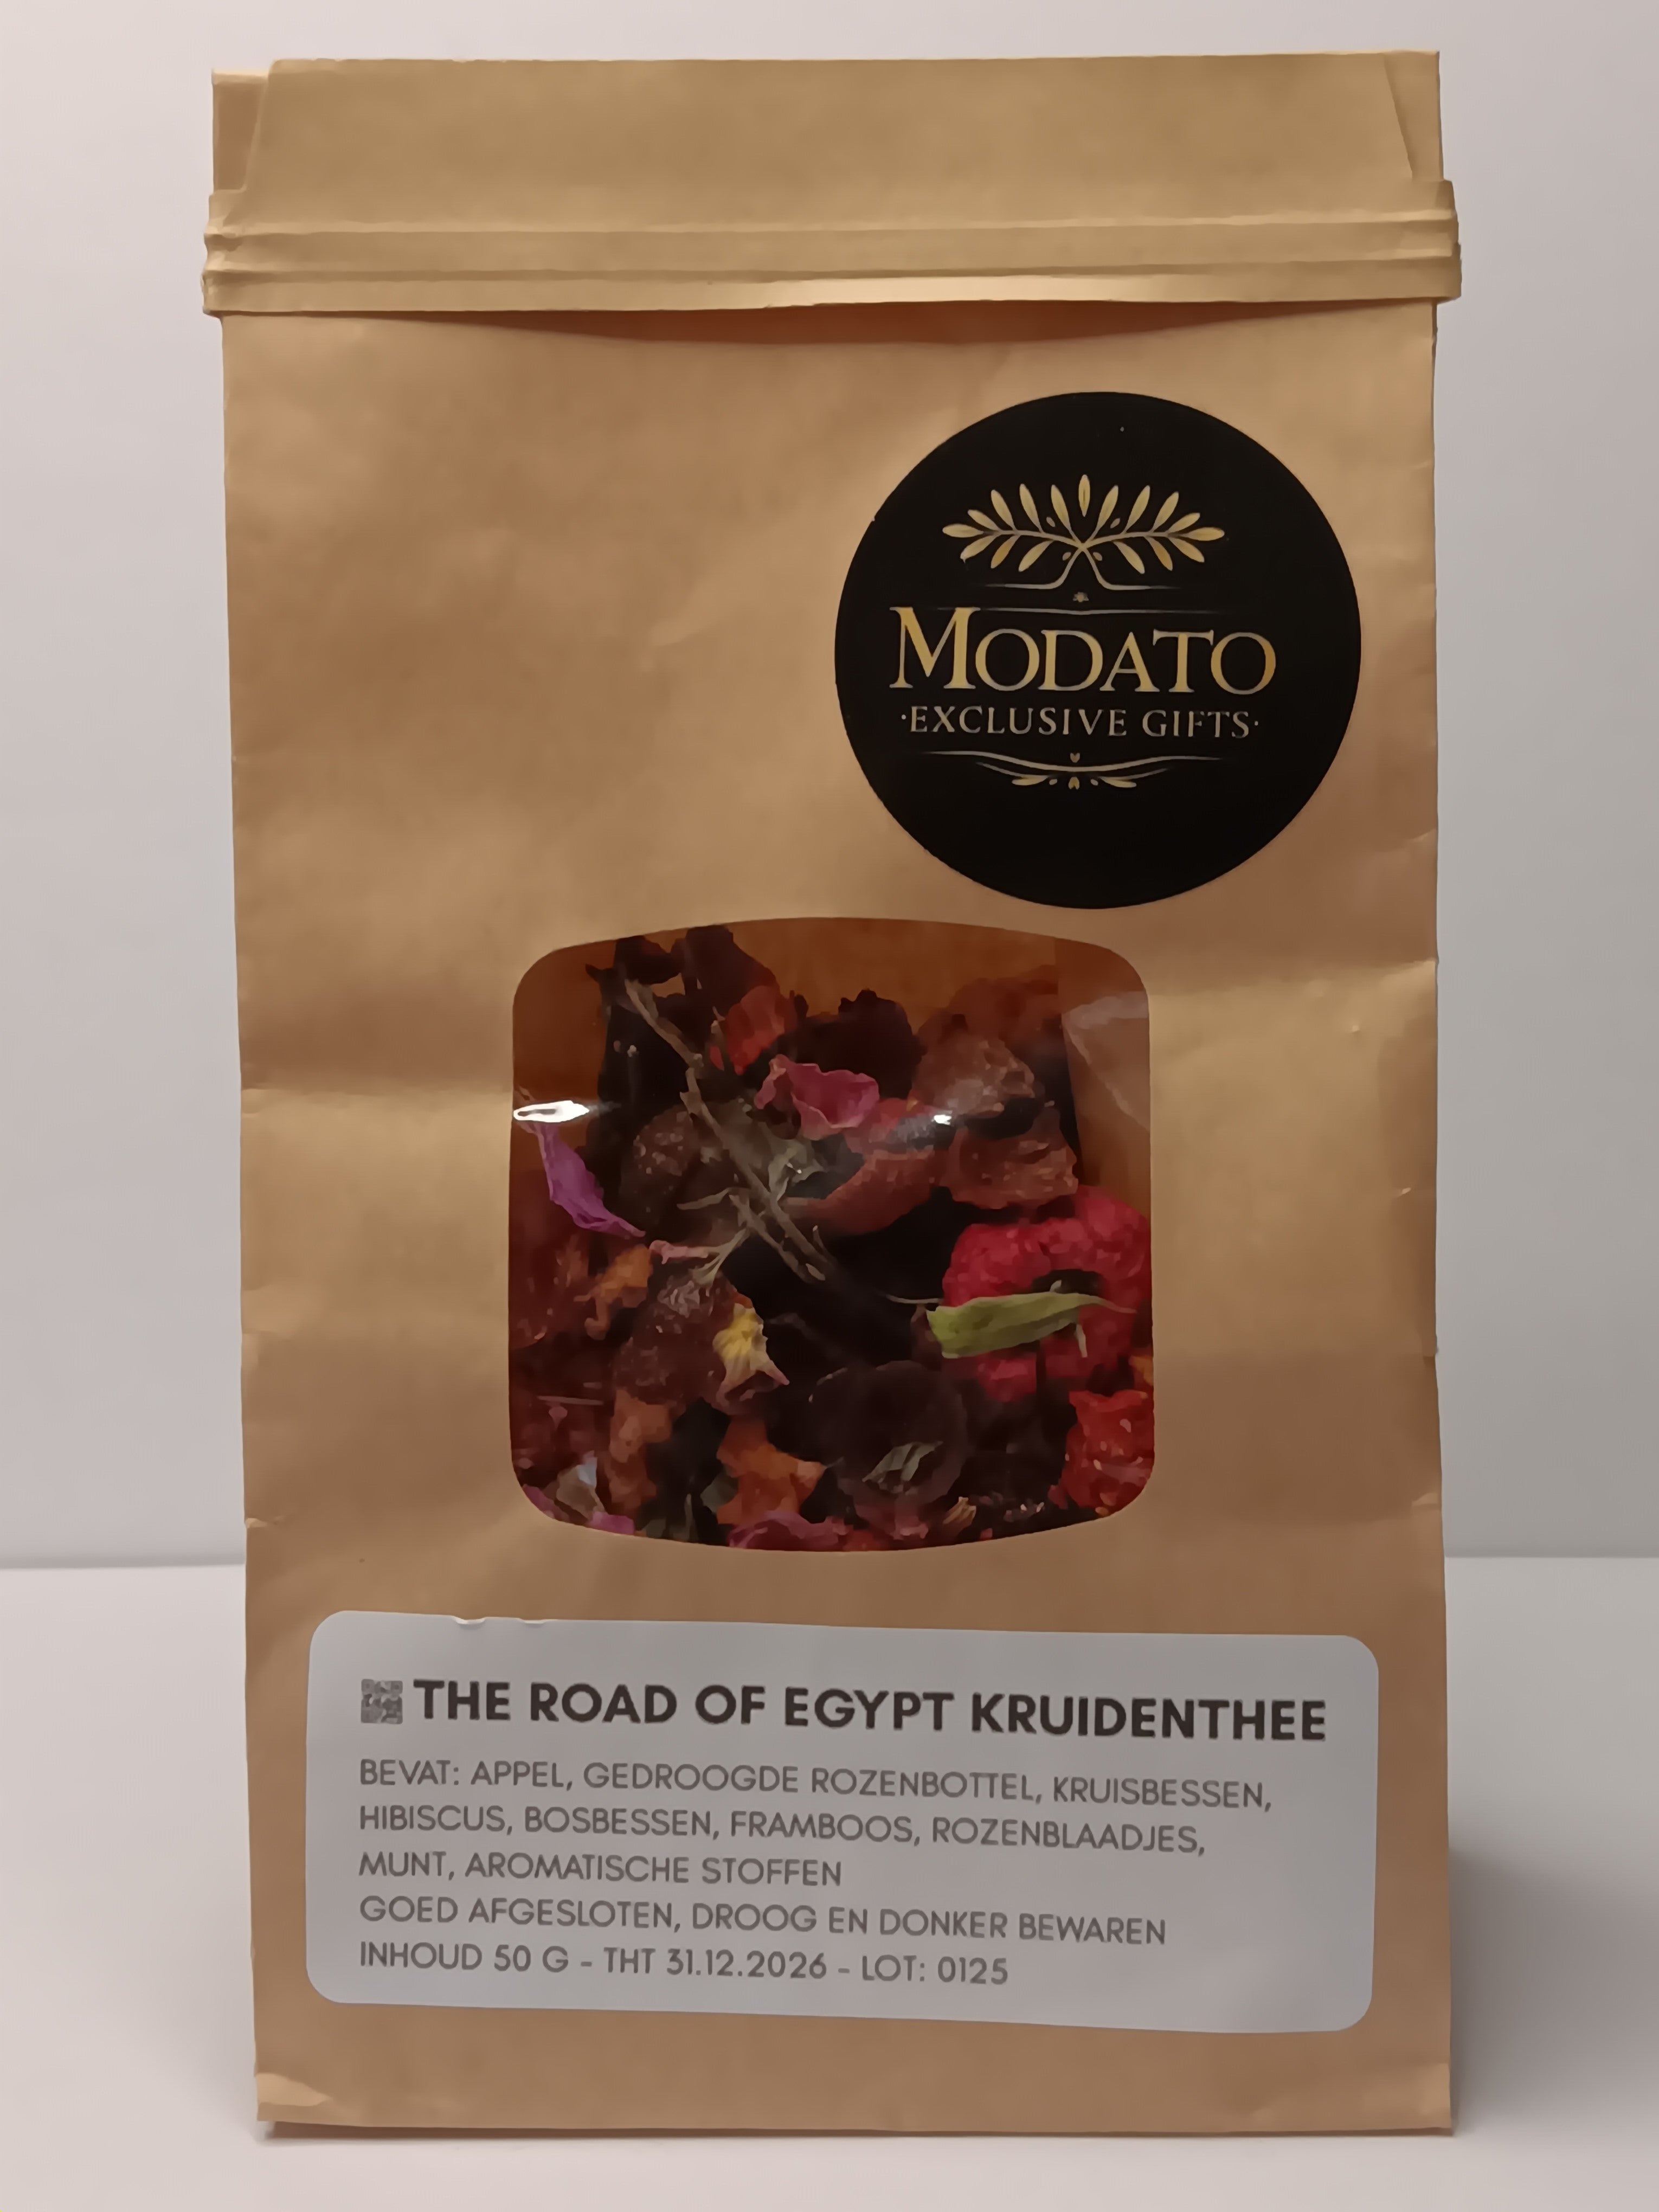 MODATO
·EXCLUSIVE GIFTS·
THE ROAD OF EGYPT KRUIDENTHEE
BEVAT: APPEL, GEDROOGDE ROZENBOTTEL, KRUISBESSEN,
HIBISCUS, BOSBESSEN, FRAMBOOS, ROZENBLAADJES,
MUNT, AROMATISCHE STOFFEN
GOED AFGESLOTEN, DROOG EN DONKER BEWAREN
INHOUD 50 G - THT 31.12.2026 - LOT: 0125